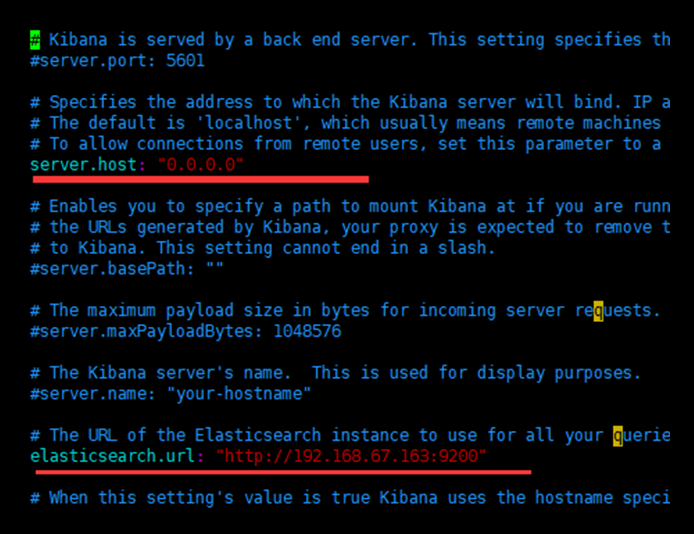 # Kibana is served by a back end server. This setting specifies th
#server.port: 5601
# Specifies the address to which the Kibana server will bind. IP a
# The default is 'localhost', which usually means remote machines
# To allow connections from remote users, set this parameter to a
server.host: "0.0.0.0"
# Enables you to specify a path to mount Kibana at if you are runn
# the URLs generated by Kibana, your proxy is expected to remove t
# to Kibana. This setting cannot end in a slash.
#server.basePath: ""
# The maximum payload size in bytes for incoming server requests.
#server.maxPayloadBytes: 1048576
# The Kibana server's name.  This is used for display purposes.
#server.name: "your-hostname"
# The URL of the Elasticsearch instance to use for all your querie
elasticsearch.url: "http://192.168.67.163:9200"
# When this setting's value is true Kibana uses the hostname speci